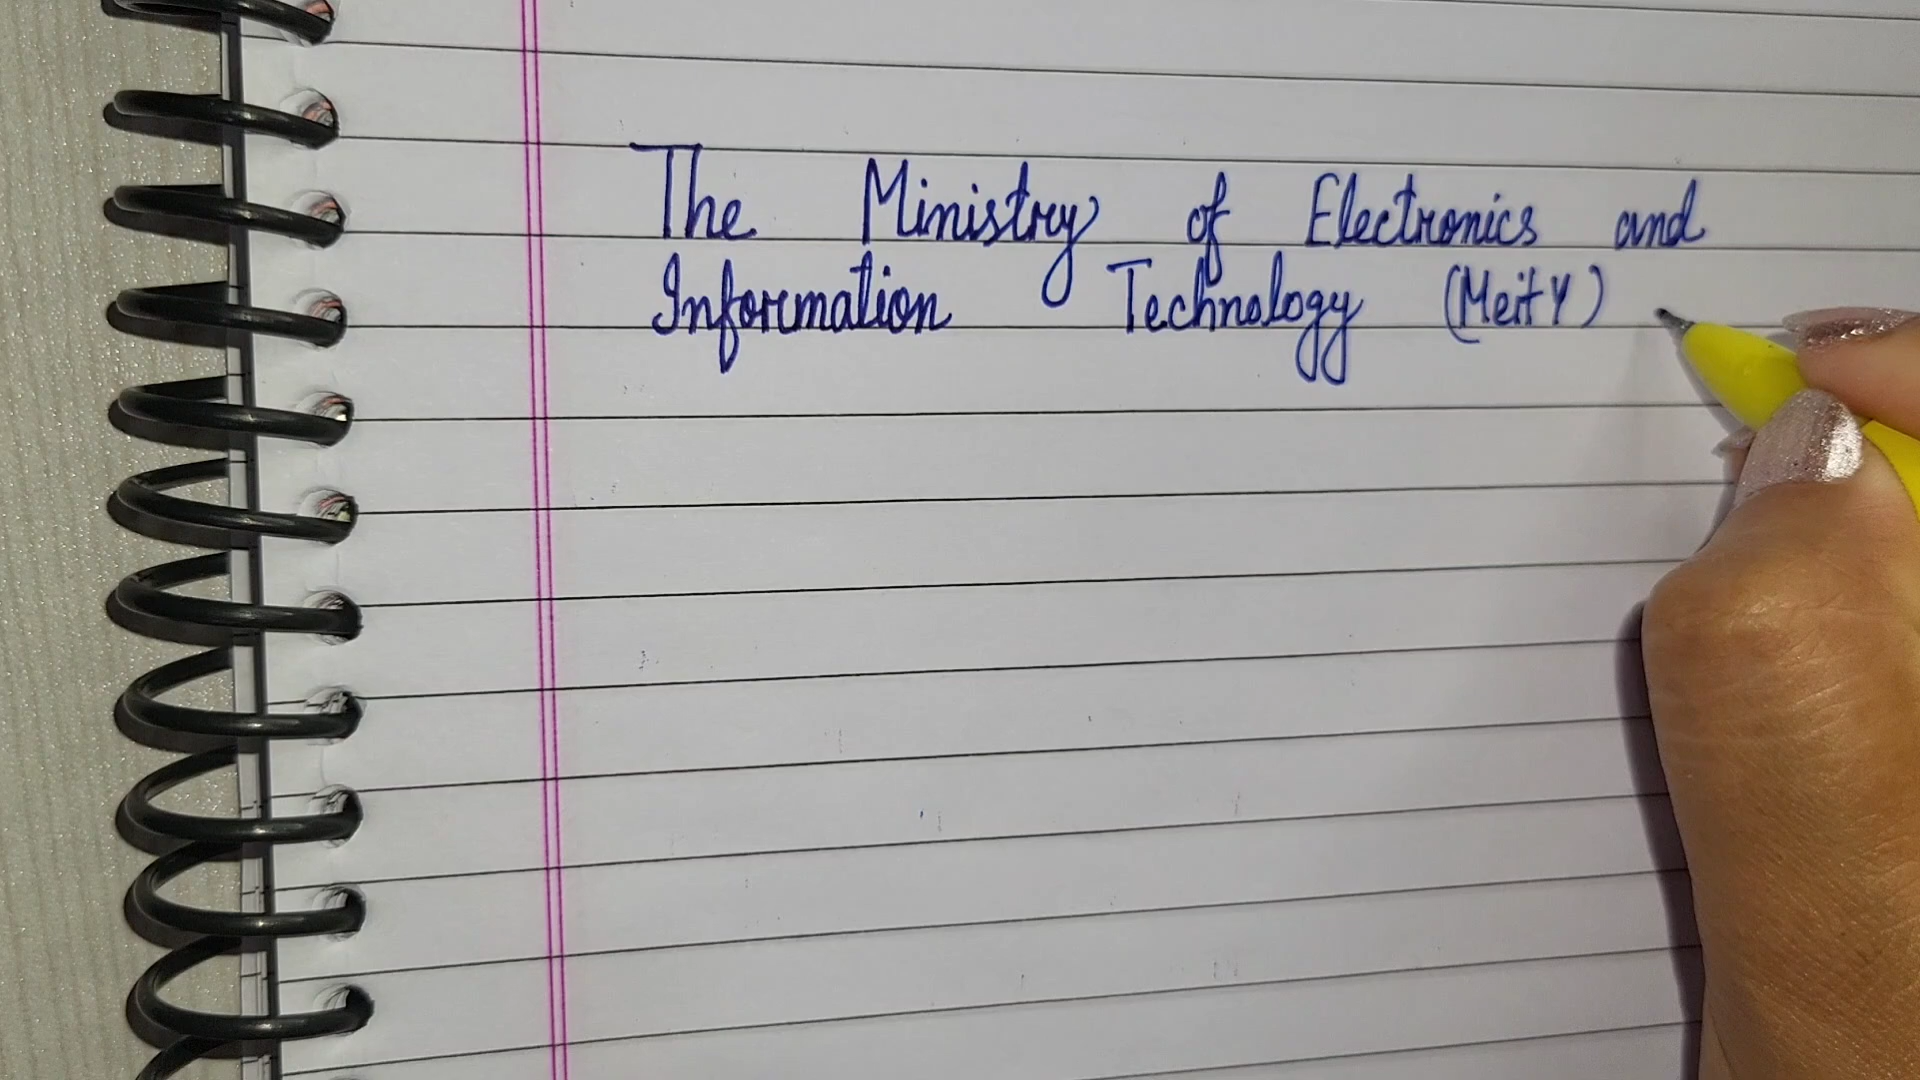 The Ministry of Electronics and
Information Technology (MeitY)